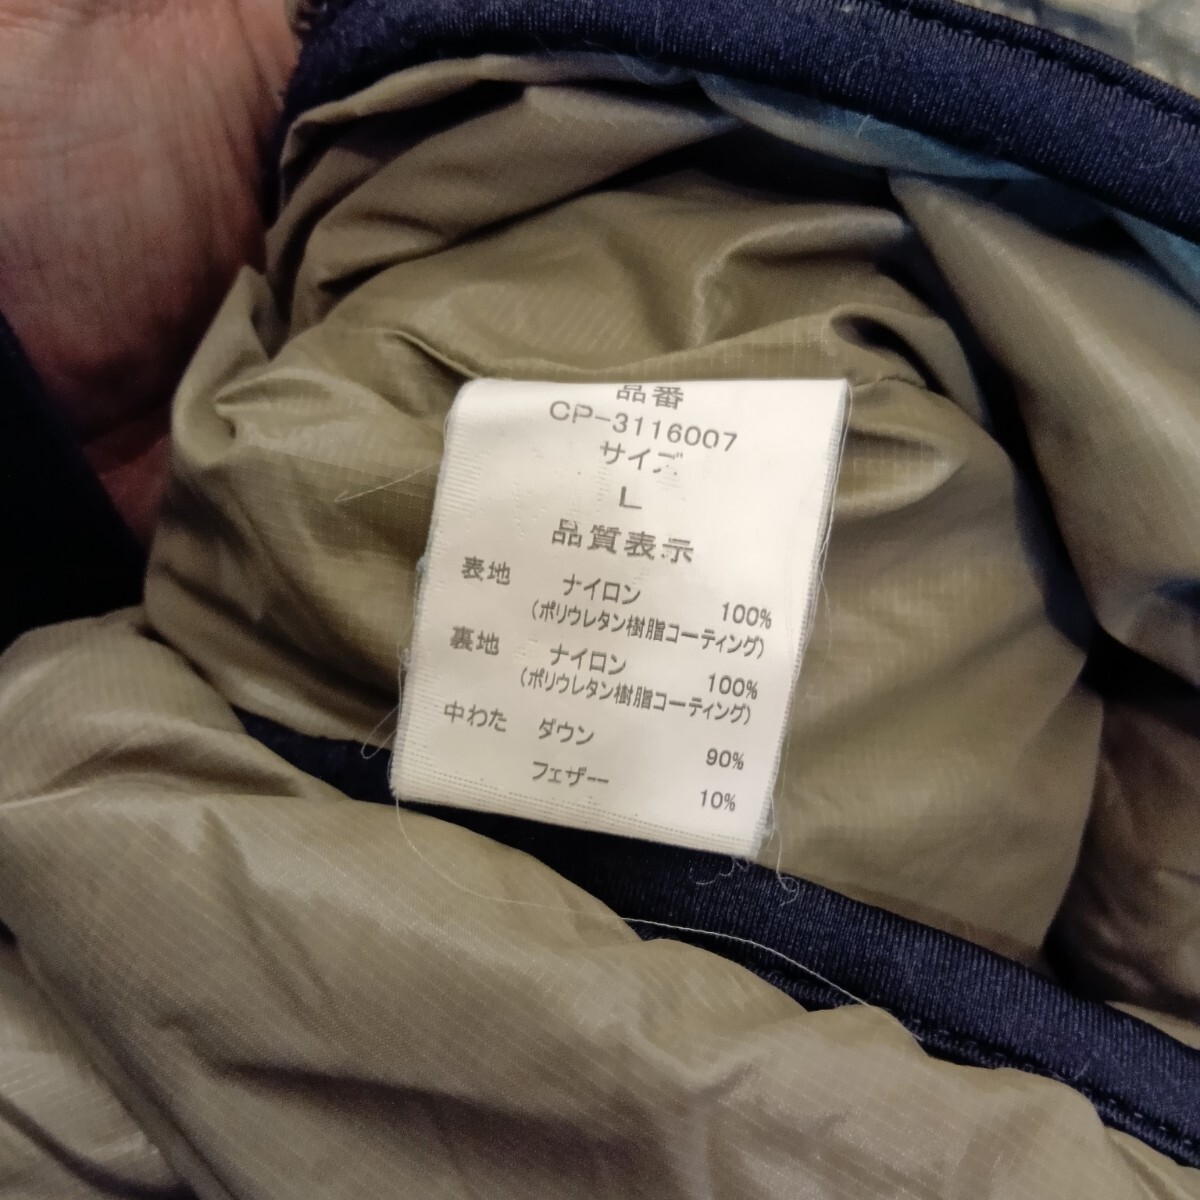 品番
CP-3116007
サイズ
L
品質表示
表地 ナイロン 100%
(ポリウレタン樹脂コーティング)
裏地 ナイロン 100%
(ポリウレタン樹脂コーティング)
中わた ダウン 90%
フェザー 10%